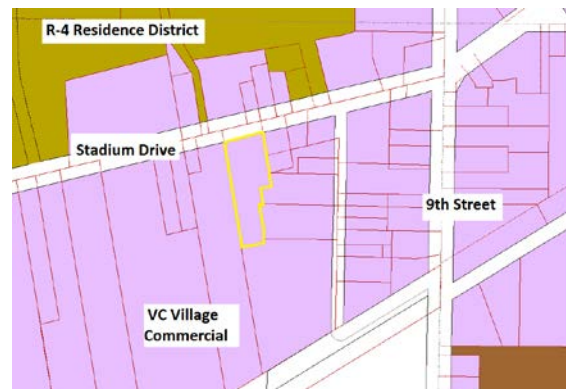 R-4 Residence District
Stadium Drive
9th Street
VC Village
Commercial